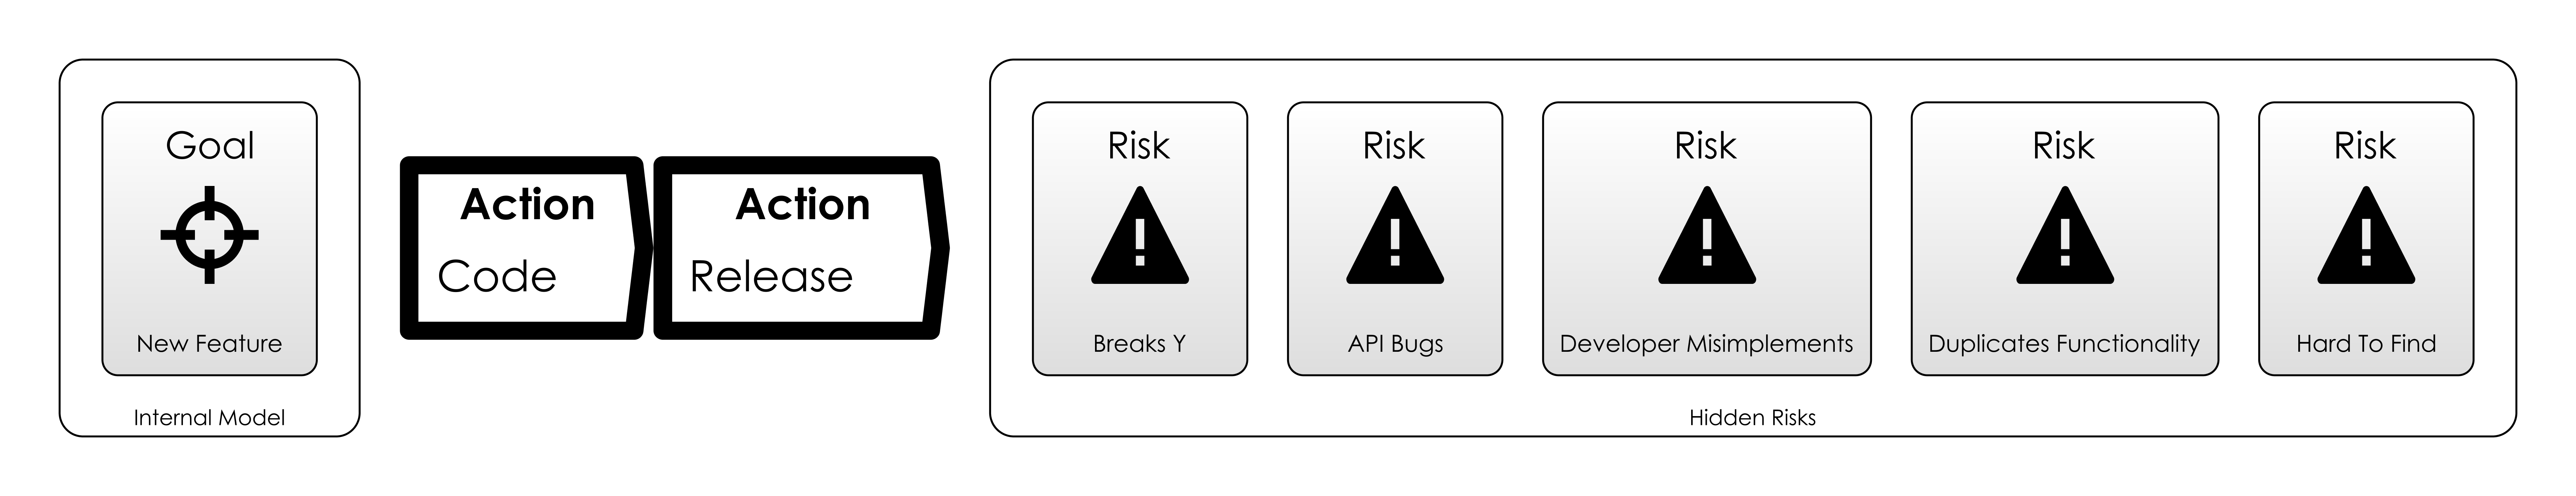 Goal
New Feature
Internal Model
Action
Code
Action
Release
Risk
Breaks Y
Risk
API Bugs
Risk
Developer Misimplements
Risk
Duplicates Functionality
Risk
Hard To Find
Hidden Risks